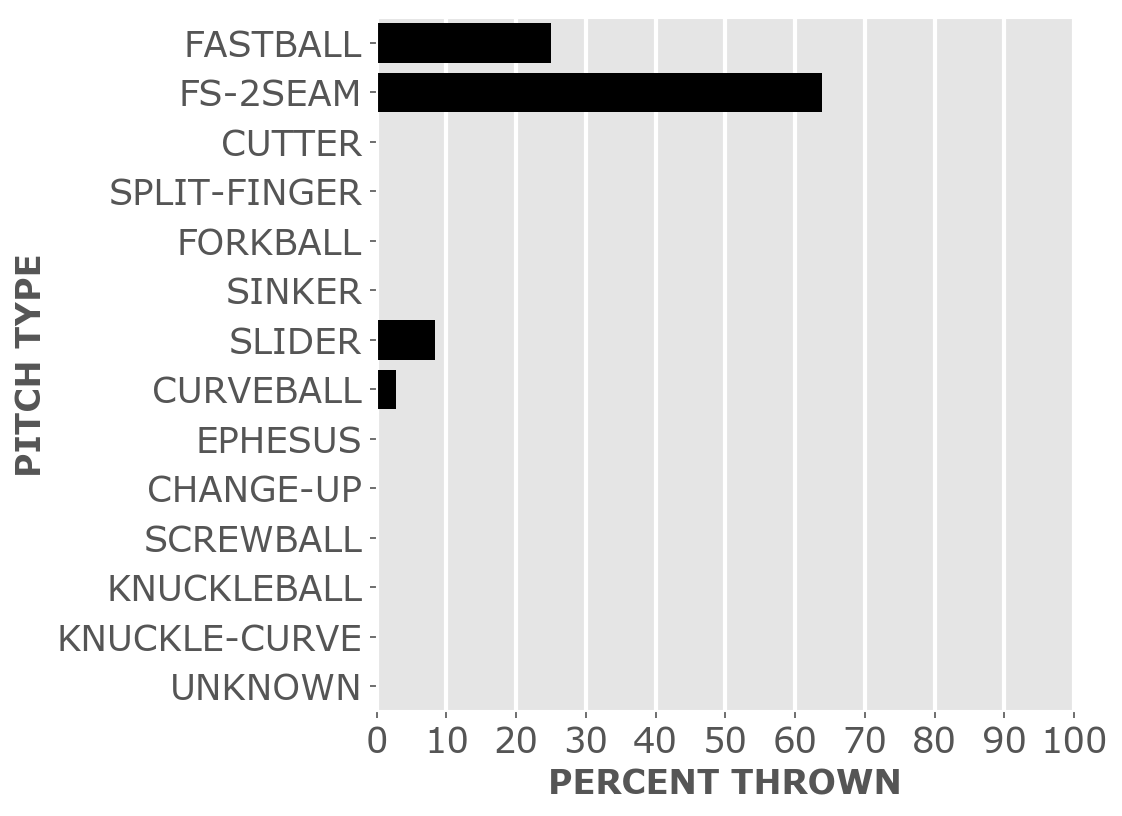 PITCH TYPE
FASTBALL
FS-2SEAM
CUTTER
SPLIT-FINGER
FORKBALL
SINKER
SLIDER
CURVEBALL
EPHESUS
CHANGE-UP
SCREWBALL
KNUCKLEBALL
KNUCKLE-CURVE
UNKNOWN
0 10 20 30 40 50 60 70 80 90 100
PERCENT THROWN